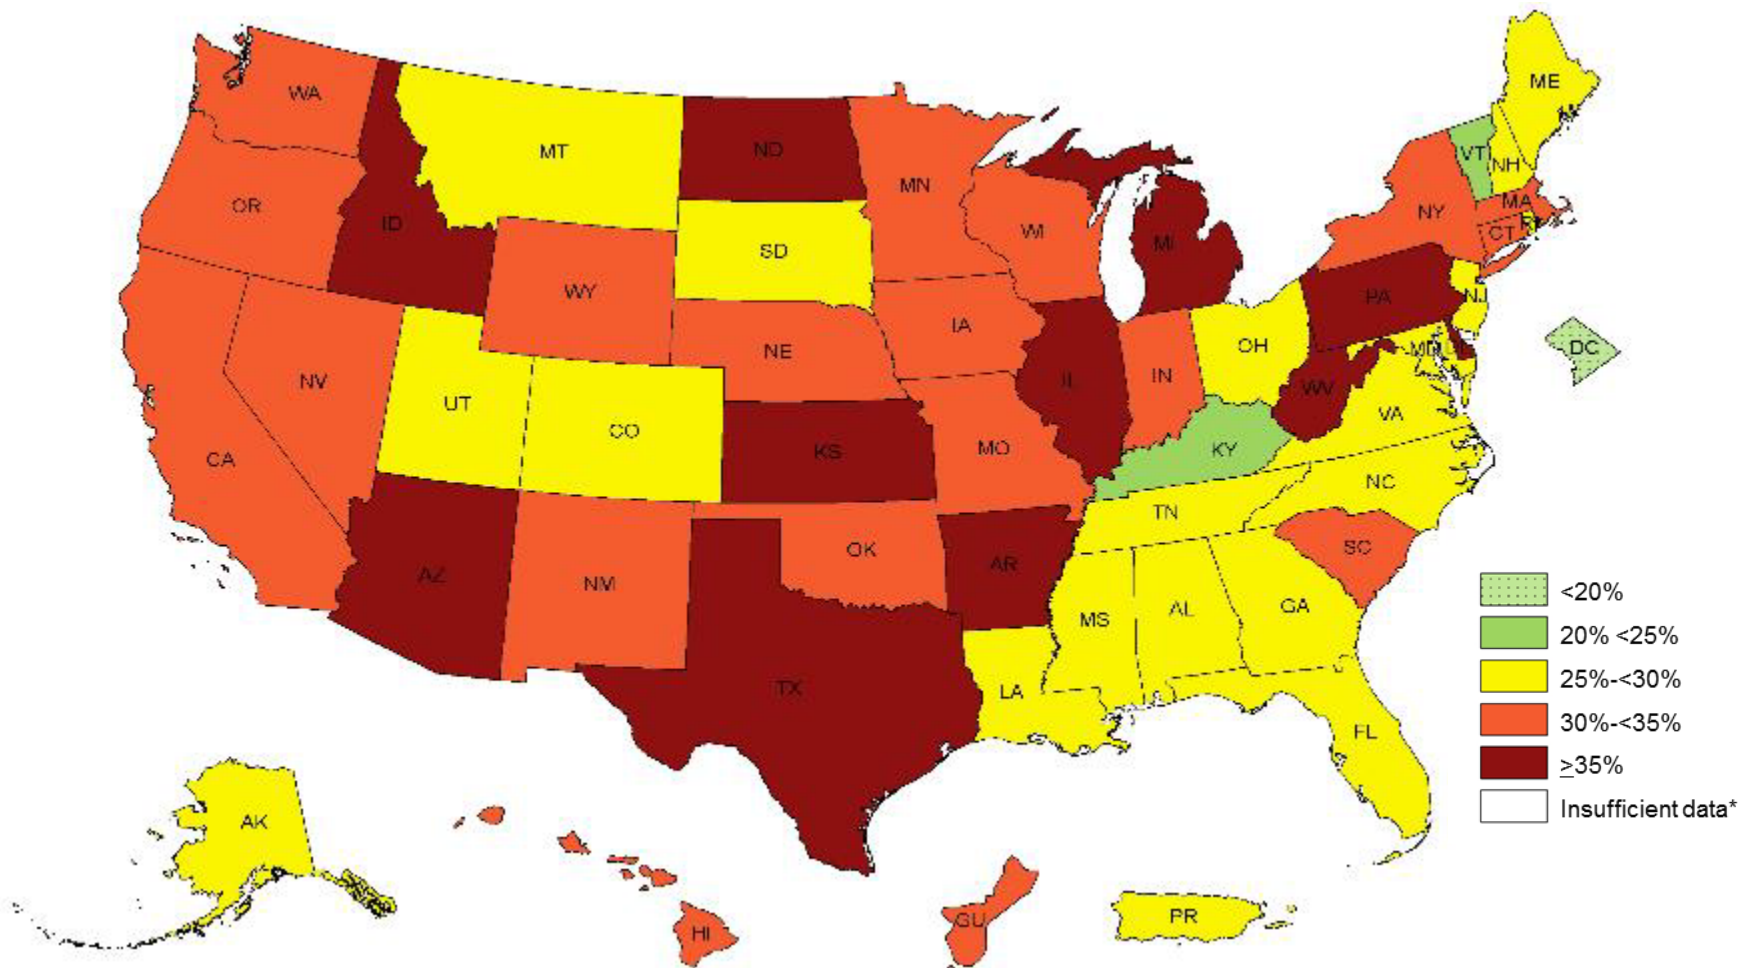 ME
WA
MT
ND
VT
NH
MN
OR
MA
NY
ID
WI
CT
MI
SD
WY
PA
NJ
IA
OH
MD
DC
NE
IN
NV
IL
WV
UT
VA
CO
KY
MO
KS
CA
NC
TN
OK
SC
AR
AZ
NM
GA
AL
MS
TX
LA
FL
AK
PR
GU
HI
<20%
20% <25%
25%-<30%
30%-<35%
≥35%
Insufficient data*